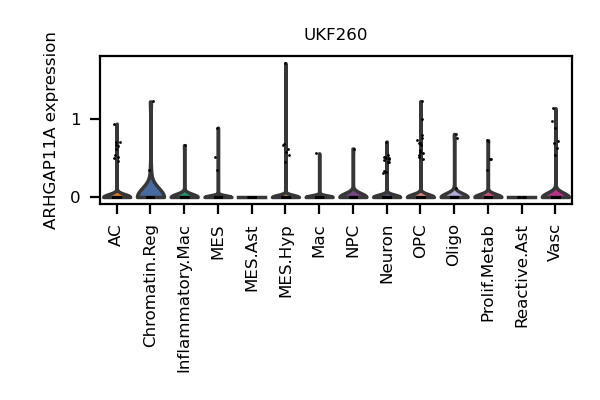 UKF260
ARHGAP11A expression
1
0
AC
Chromatin.Reg
Inflammatory.Mac
MES
MES.Ast
MES.Hyp
Mac
NPC
Neuron
OPC
Oligo
Prolif.Metab
Reactive.Ast
Vasc